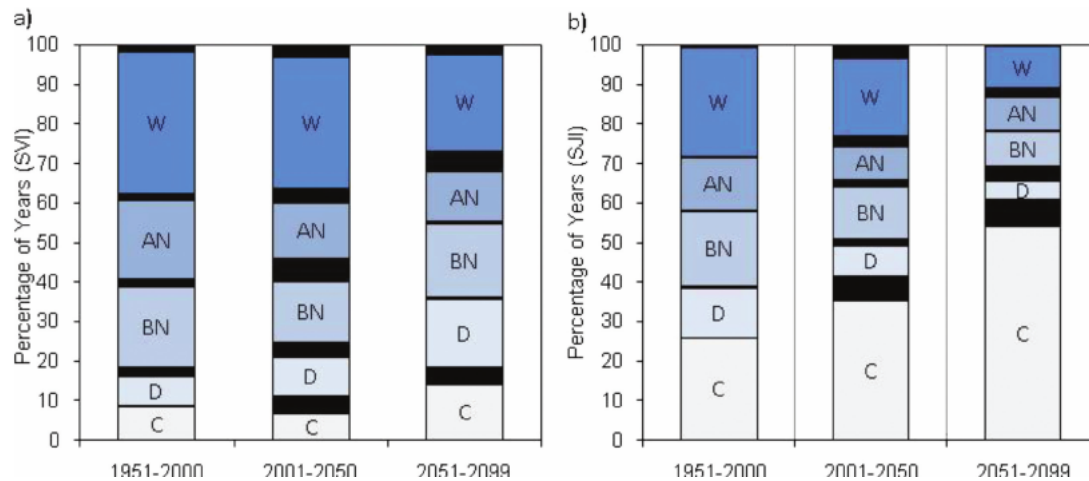 a)
Percentage of Years (SVI)
100
90
80
70
60
50
40
30
20
10
0
W
AN
BN
D
C
W
AN
BN
D
C
W
AN
BN
D
C
1951-2000
2001-2050
2051-2099
b)
Percentage of Years (SJI)
100
90
80
70
60
50
40
30
20
10
0
W
AN
BN
D
C
W
AN
BN
D
C
W
AN
BN
D
C
1951-2000
2001-2050
2051-2099